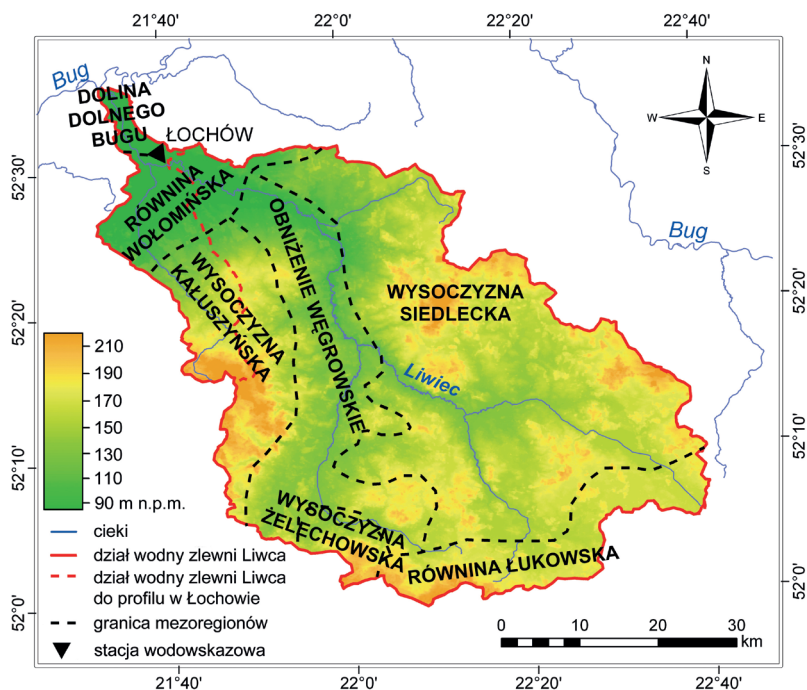 21°40'
22°0'
22°20'
22°40'
Bug
DOLINA
DOLNEGO
BUGU
ŁOCHÓW
N
W
E
S
52°30'
52°30'
RÓWNINA
WOŁOMIŃSKA
OBNIŻENIE WĘGROWSKIE
Bug
WYSOCZYZNA
KAŁUSZYŃSKA
WYSOCZYZNA
SIEDLECKA
52°20'
52°20'
Liwiec
210
190
170
150
130
110
90 m n.p.m.
52°10'
52°10'
WYSOCZYZNA
ŻELECHOWSKA
RÓWNINA ŁUKOWSKA
52°0'
52°0'
cieki
dział wodny zlewni Liwca
dział wodny zlewni Liwca
do profilu w Łochowie
granica mezoregionów
stacja wodowskazowa
0 10 20 30
km
21°40'
22°0'
22°20'
22°40'